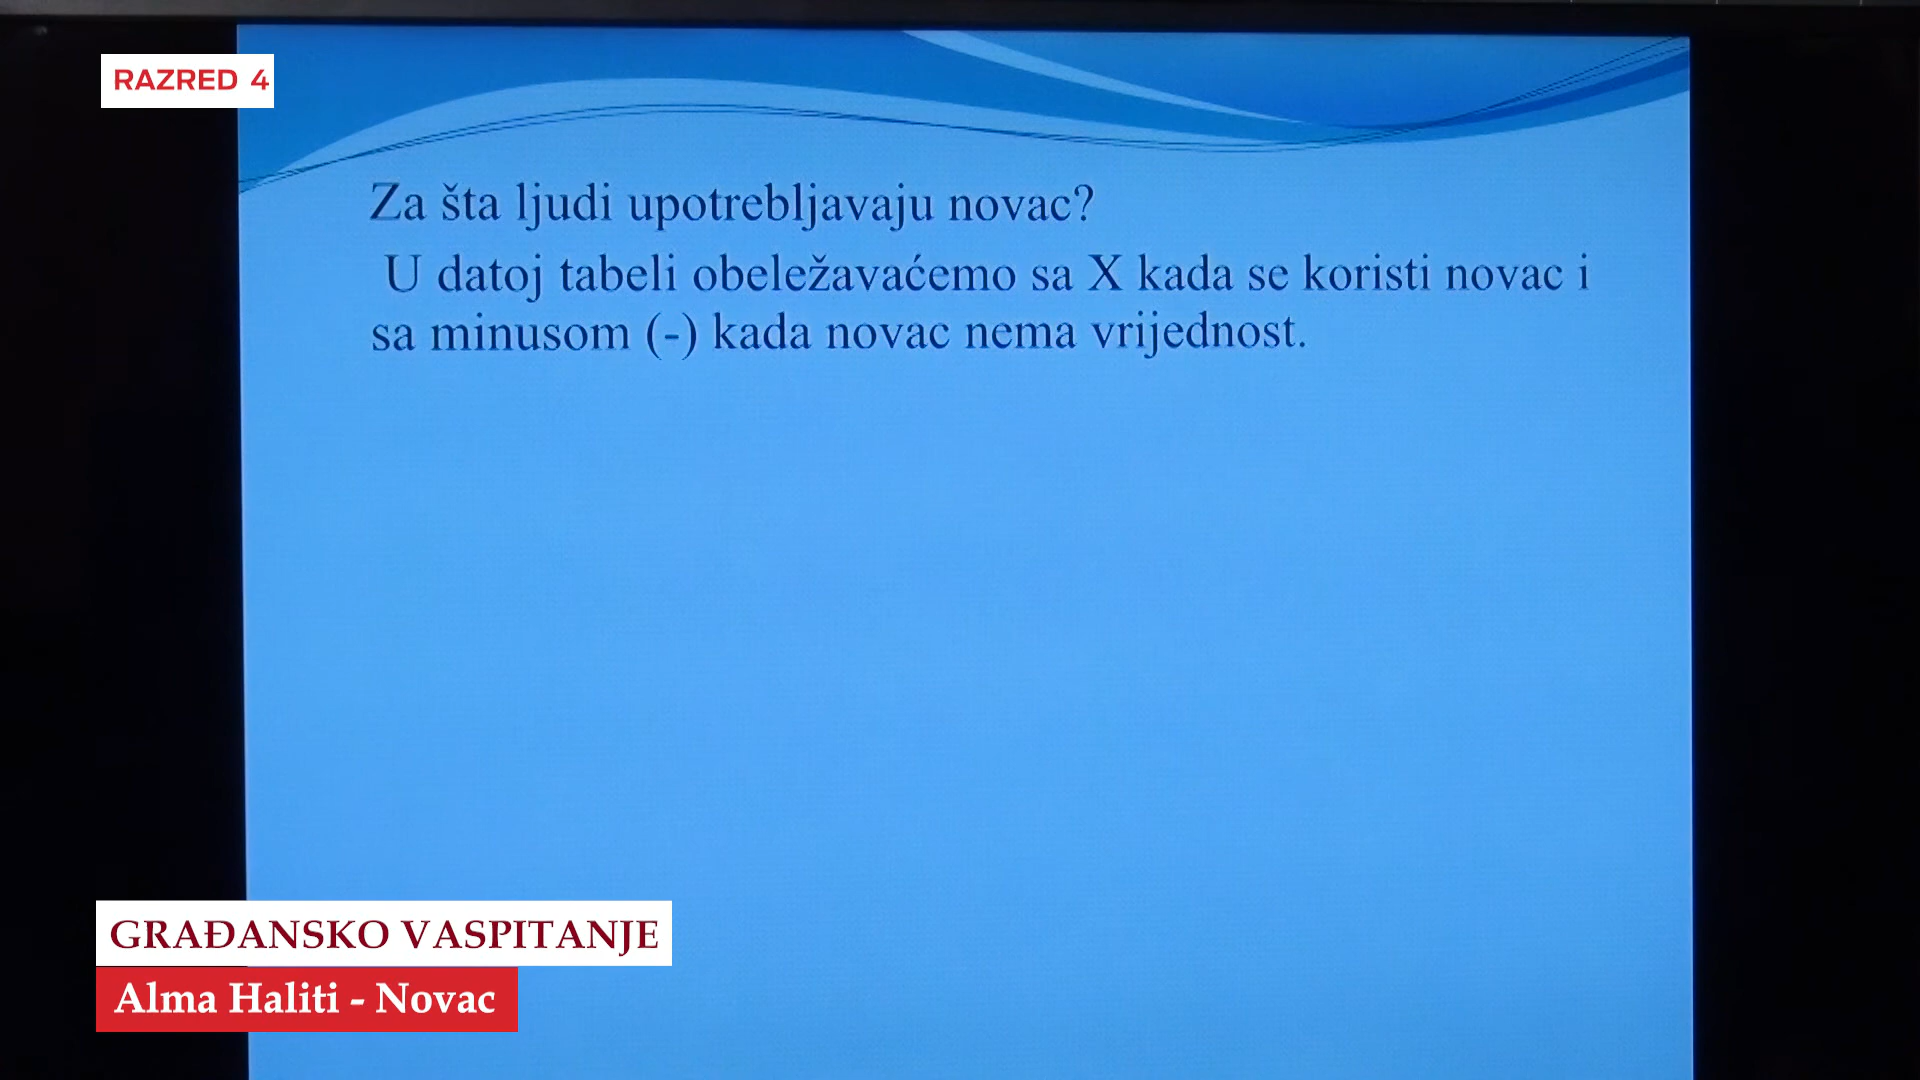 RAZRED 4
Za šta ljudi upotrebljavaju novac?
U datoj tabeli obeležavaćemo sa X kada se koristi novac i
sa minusom (-) kada novac nema vrijednost.
GRAĐANSKO VASPITANJE
Alma Haliti - Novac